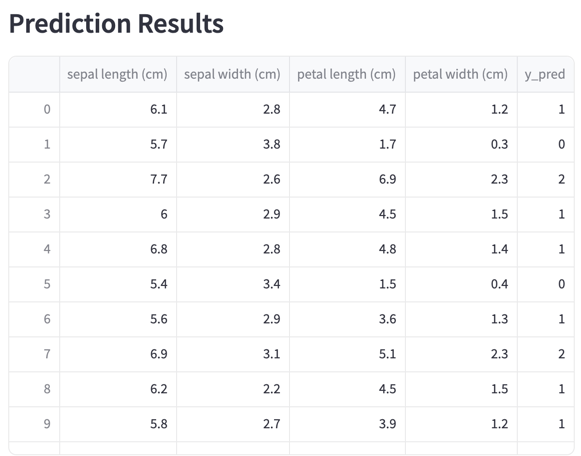 Prediction Results
sepal length (cm) sepal width (cm) petal length (cm) petal width (cm) y_pred
0 6.1 2.8 4.7 1.2 1
1 5.7 3.8 1.7 0.3 0
2 7.7 2.6 6.9 2.3 2
3 6 2.9 4.5 1.5 1
4 6.8 2.8 4.8 1.4 1
5 5.4 3.4 1.5 0.4 0
6 5.6 2.9 3.6 1.3 1
7 6.9 3.1 5.1 2.3 2
8 6.2 2.2 4.5 1.5 1
9 5.8 2.7 3.9 1.2 1